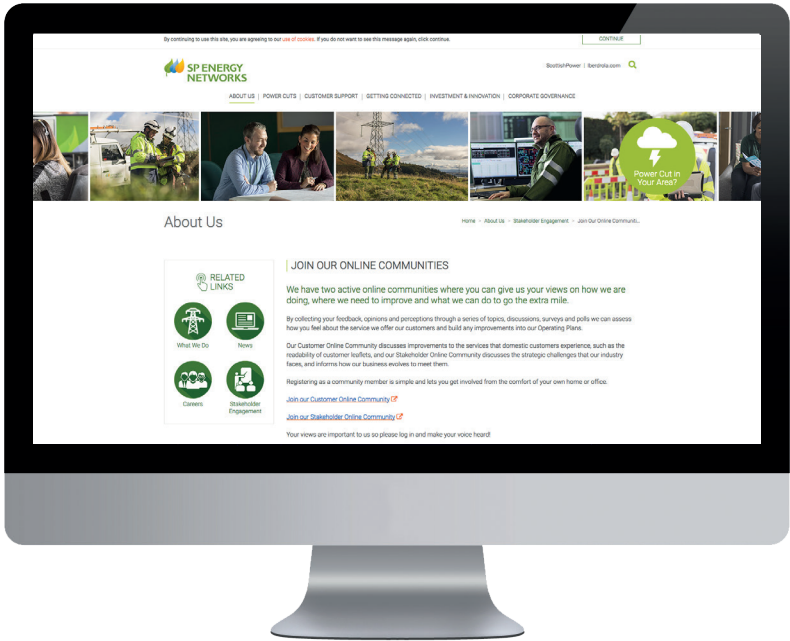 By continuing to use this site, you are agreeing to our use of cookies. If you do not want to see this message again, click continue.
CONTINUE
SP ENERGY
NETWORKS
ScottishPower | Iberdrola.com
ABOUT US | POWER CUTS | CUSTOMER SUPPORT | GETTING CONNECTED | INVESTMENT & INNOVATION | CORPORATE GOVERNANCE
Power Cut in
Your Area?
About Us
Home > About Us > Stakeholder Engagement > Join Our Online Communiti...
RELATED
LINKS
What We Do
News
Careers
Stakeholder
Engagement
JOIN OUR ONLINE COMMUNITIES
We have two active online communities where you can give us your views on how we are
doing, where we need to improve and what we can do to go the extra mile.
By collecting your feedback, opinions and perceptions through a series of topics, discussions, surveys and polls we can assess
how you feel about the service we offer our customers and build any improvements into our Operating Plans.
Our Customer Online Community discusses improvements to the services that domestic customers experience, such as the
readability of customer leaflets, and our Stakeholder Online Community discusses the strategic challenges that our industry
faces, and informs how our business evolves to meet them.
Registering as a community member is simple and lets you get involved from the comfort of your own home or office.
Join our Customer Online Community
Join our Stakeholder Online Community
Your views are important to us so please log in and make your voice heard!